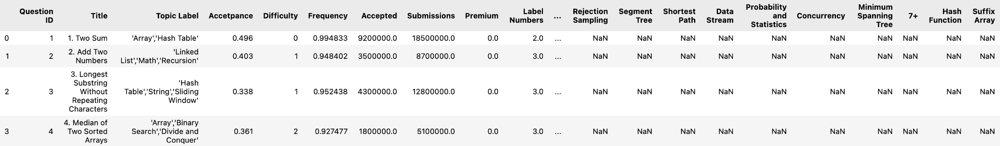 Question ID Title Topic Label Accetpance Difficulty Frequency Accepted Submissions Premium Label Numbers ... Rejection Sampling Segment Tree Shortest Path Data Stream Probability and Statistics Concurrency Minimum Spanning Tree 7+ Hash Function Suffix Array
0 1 1. Two Sum 'Array','Hash Table' 0.496 0 0.994833 9200000.0 18500000.0 0.0 2.0 ... NaN NaN NaN NaN NaN NaN NaN NaN NaN NaN
1 2 2. Add Two Numbers 'Linked List','Math','Recursion' 0.403 1 0.948402 3500000.0 8700000.0 0.0 3.0 ... NaN NaN NaN NaN NaN NaN NaN NaN NaN NaN
2 3 3. Longest Substring Without Repeating Characters 'Hash Table','String','Sliding Window' 0.338 1 0.952438 4300000.0 12800000.0 0.0 3.0 ... NaN NaN NaN NaN NaN NaN NaN NaN NaN NaN
3 4 4. Median of Two Sorted Arrays 'Array','Binary Search','Divide and Conquer' 0.361 2 0.927477 1800000.0 5100000.0 0.0 3.0 ... NaN NaN NaN NaN NaN NaN NaN NaN NaN NaN